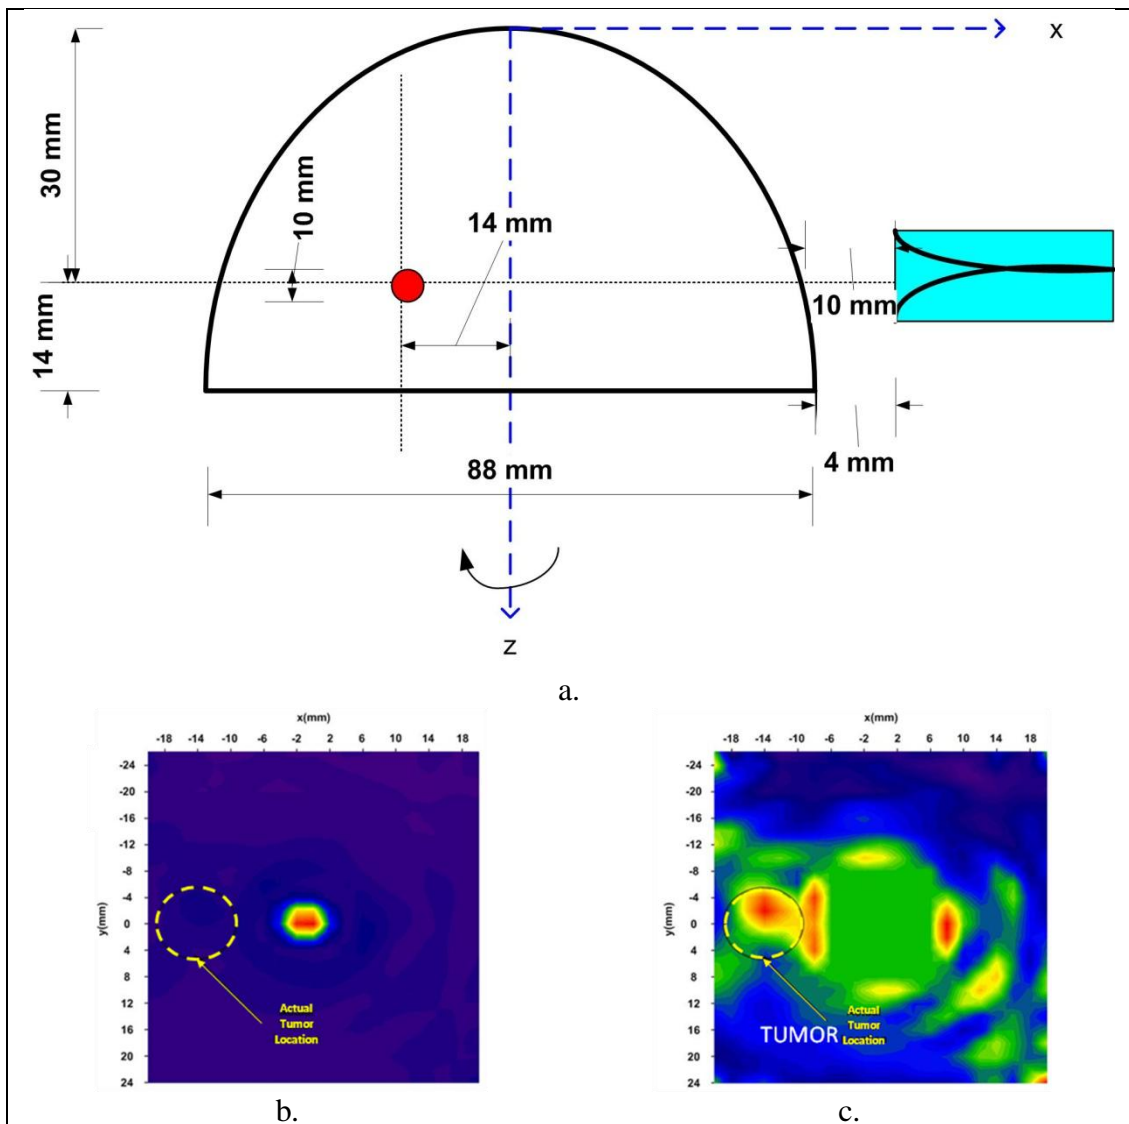 x
30 mm
10 mm
14 mm
10 mm
14 mm
4 mm
88 mm
z
a.
x(mm)
-18 -14 -10 -6 -2 2 6 10 14 18
y(mm)
-24
-20
-16
-12
-8
-4
0
4
8
12
16
20
24
Actual
Tumor
Location
b.
x(mm)
-18 -14 -10 -6 -2 2 6 10 14 18
y(mm)
-24
-20
-16
-12
-8
-4
0
4
8
12
16
20
24
TUMOR
Actual
Tumor
Location
c.